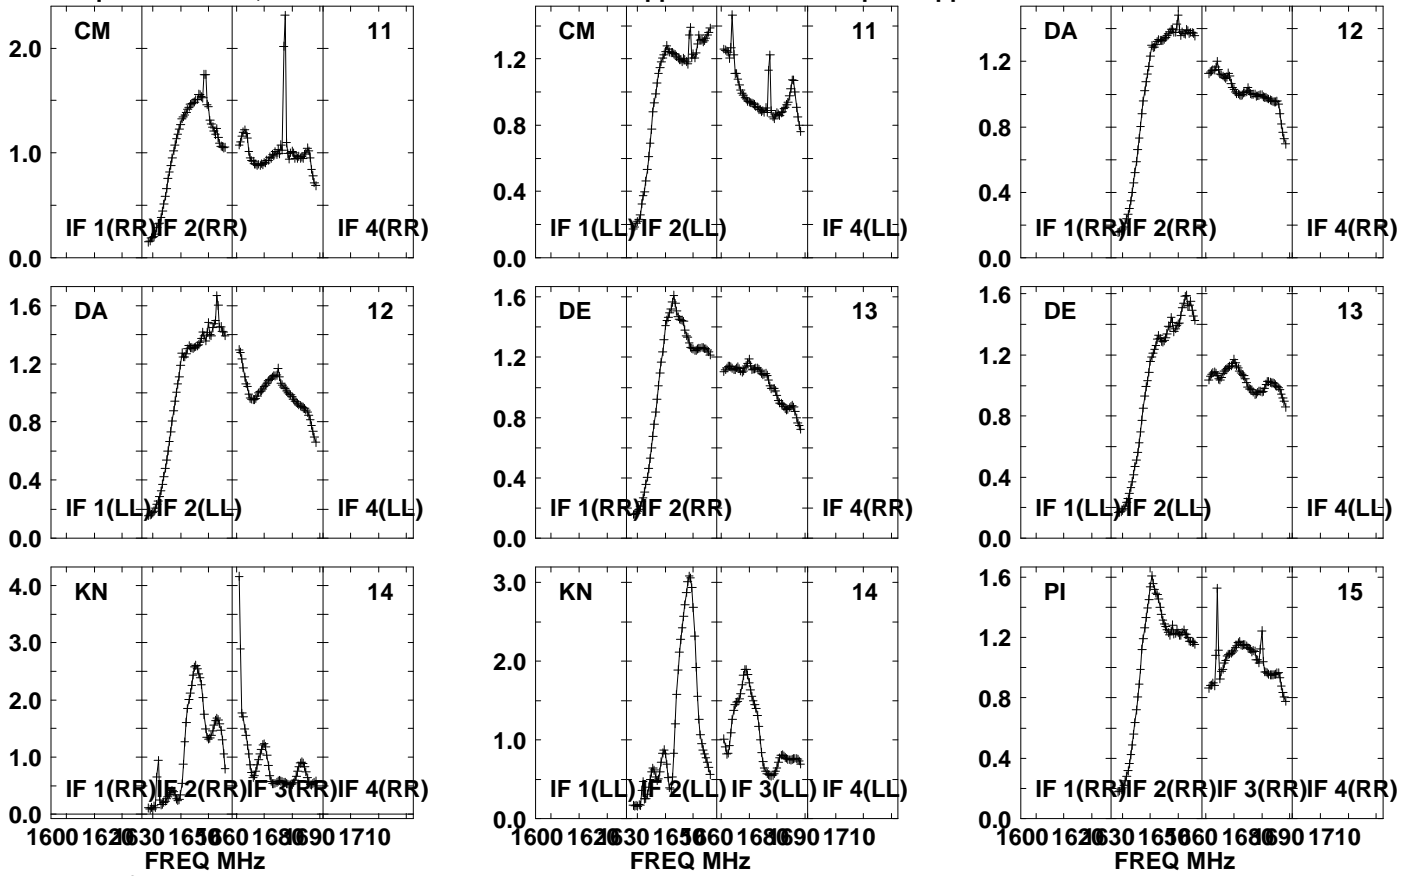 CM 11 CM 11 DA 12
2.0 1.2 1.2
1.0 0.8 0.8
0.4 0.4
IF 1(RR) IF 2(RR) IF 4(RR) IF 1(LL) IF 2(LL) IF 4(LL) IF 1(RR) IF 2(RR) IF 4(RR)
0.0 0.0 0.0
DA 12 DE 13 DE 13
1.6 1.6 1.6
1.2 1.2 1.2
0.8 0.8 0.8
0.4 0.4 0.4
IF 1(LL) IF 2(LL) IF 4(LL) IF 1(RR) IF 2(RR) IF 4(RR) IF 1(LL) IF 2(LL) IF 4(LL)
0.0 0.0 0.0
KN 14 KN 14 PI 15
4.0 3.0 1.6
3.0 2.0 1.2
2.0 1.0 0.8
1.0 0.4
IF 1(RR) IF 2(RR) IF 3(RR) IF 4(RR) IF 1(LL) IF 2(LL) IF 3(LL) IF 4(LL) IF 1(RR) IF 2(RR) IF 3(RR) IF 4(RR)
0.0 0.0 0.0
1600 1620 1630 1650 1660 1680 1690 1710 1600 1620 1630 1650 1660 1680 1690 1710 1600 1620 1630 1650 1660 1680 1690 1710
FREQ MHz FREQ MHz FREQ MHz